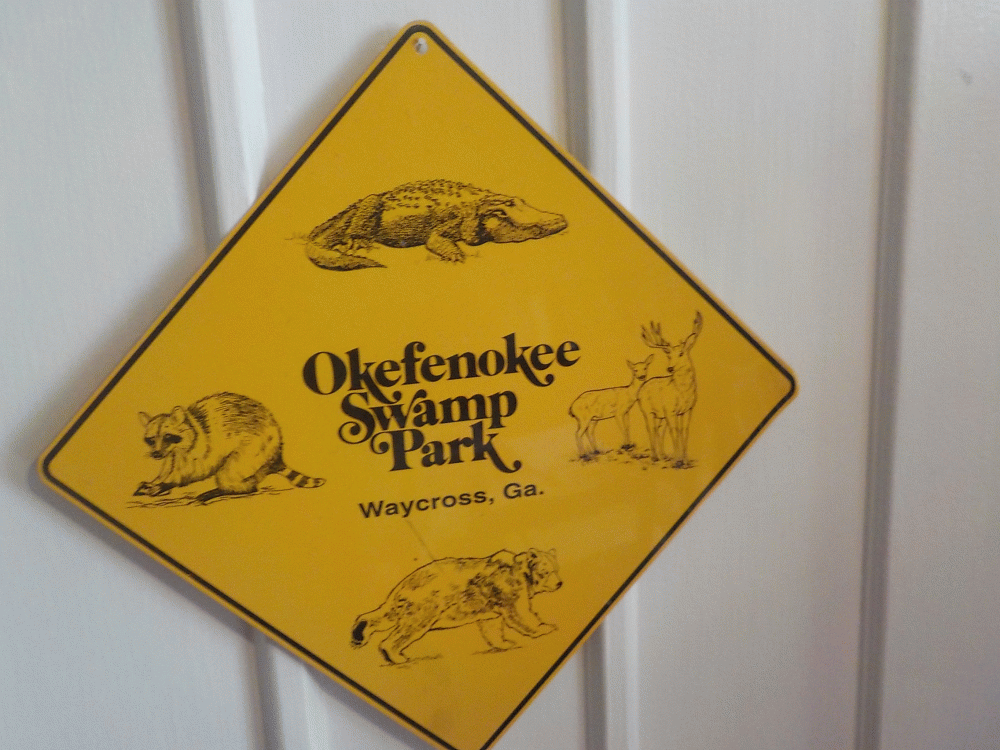 Okefenokee
Swamp
Park
Waycross, Ga.